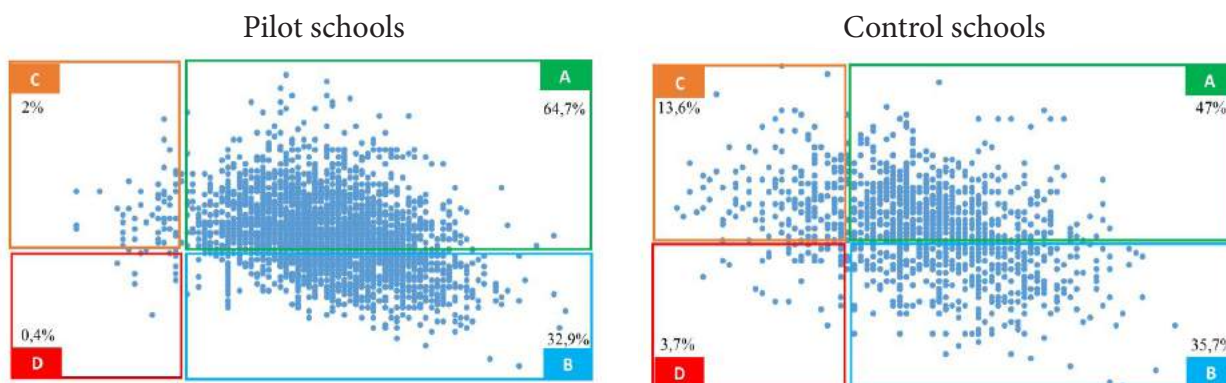 Pilot schools
C
A
2%
64,7%
0,4%
32,9%
D
B
Control schools
C
A
13,6%
47%
3,7%
35,7%
D
B